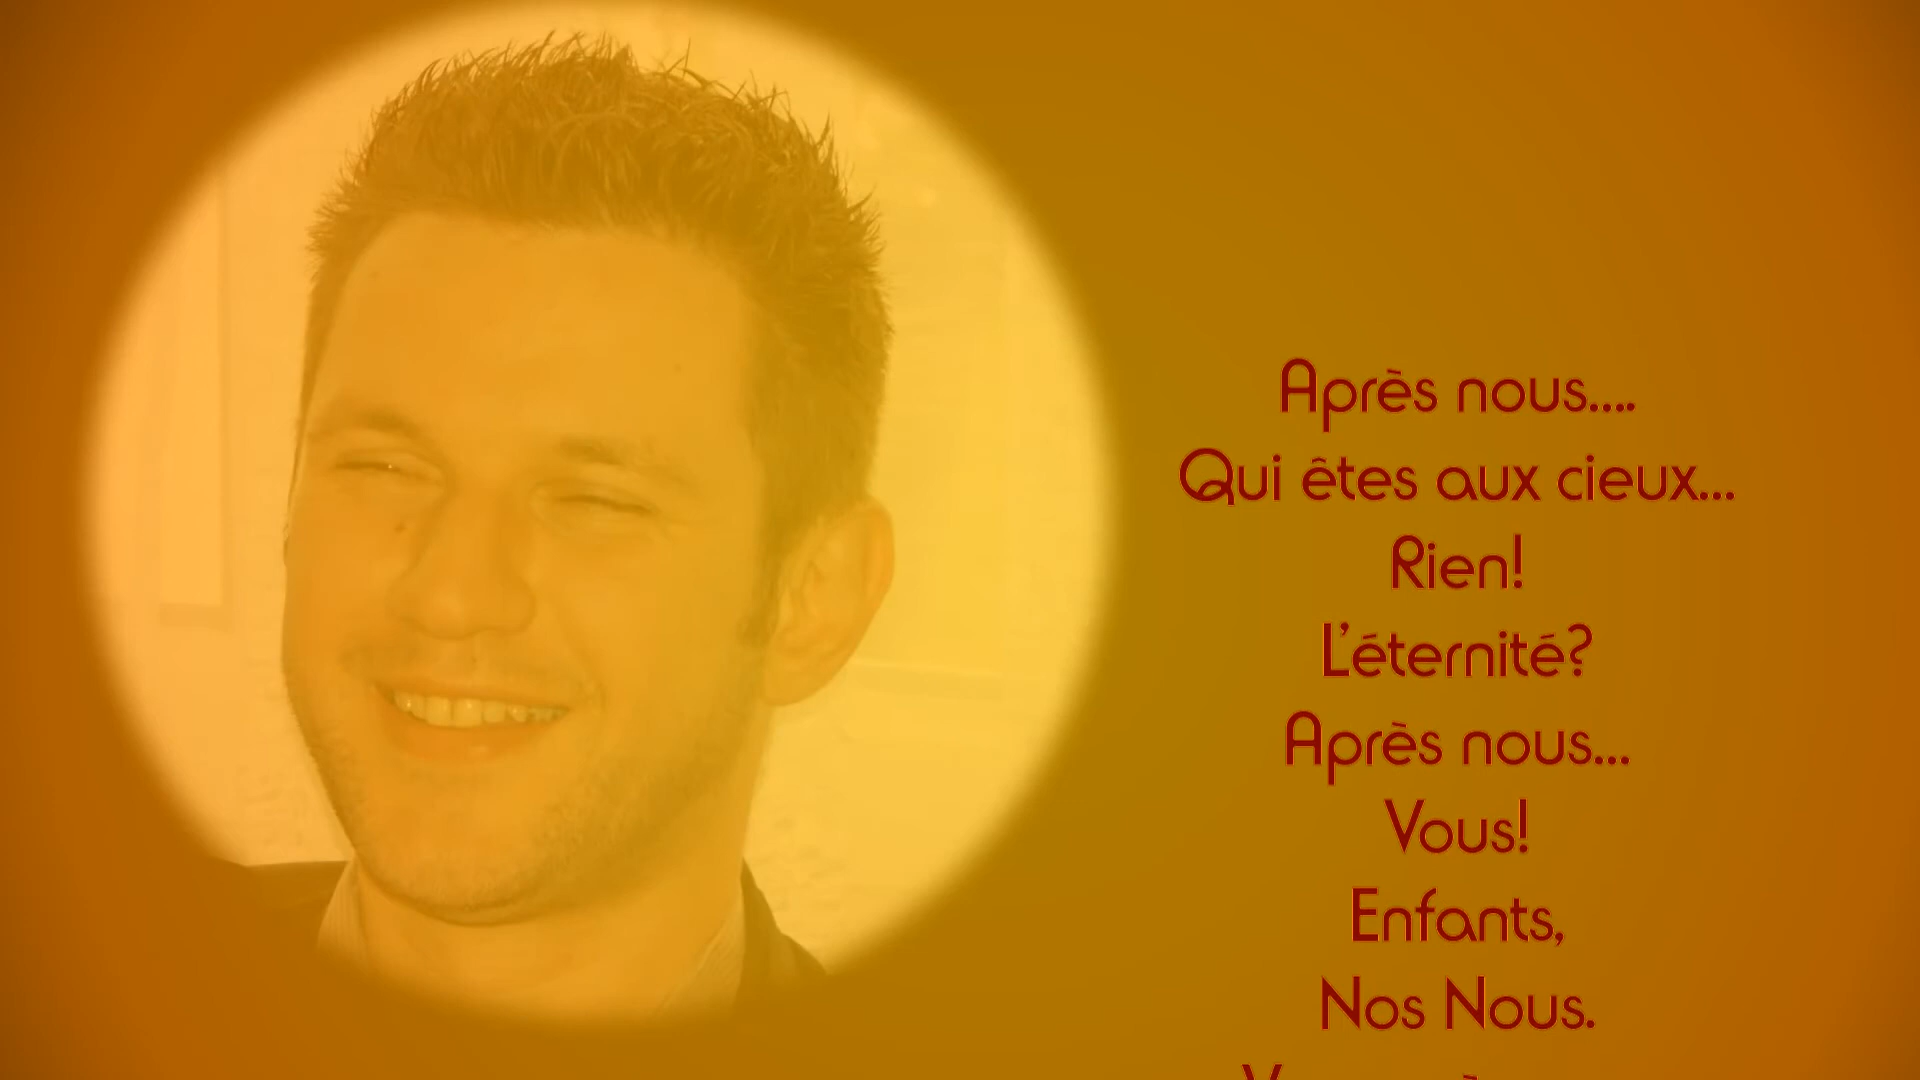 Après nous....
Qui êtes aux cieux...
Rien!
L'éternité?
Après nous...
Vous!
Enfants,
Nos Nous.